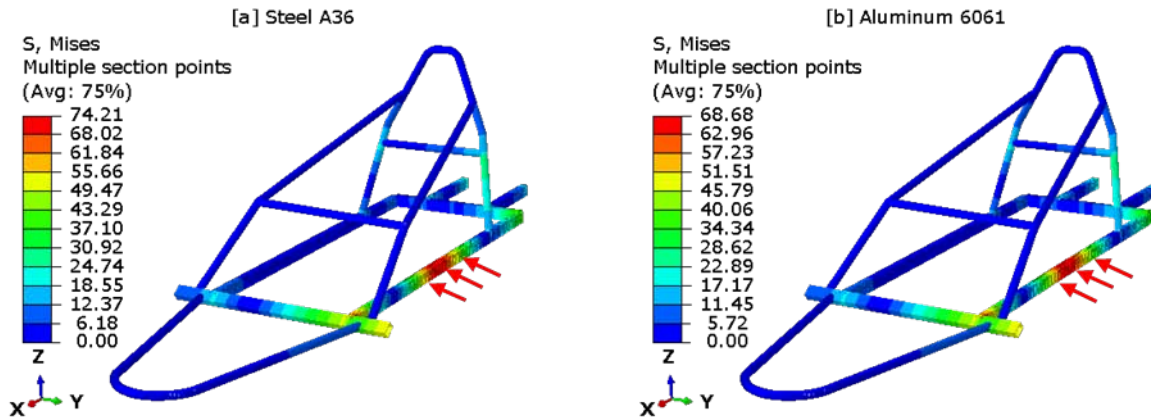 [a] Steel A36
S, Mises
Multiple section points
(Avg: 75%)
74.21
68.02
61.84
55.66
49.47
43.29
37.10
30.92
24.74
18.55
12.37
6.18
0.00
Z
X
Y
[b] Aluminum 6061
S, Mises
Multiple section points
(Avg: 75%)
68.68
62.96
57.23
51.51
45.79
40.06
34.34
28.62
22.89
17.17
11.45
5.72
0.00
Z
X
Y